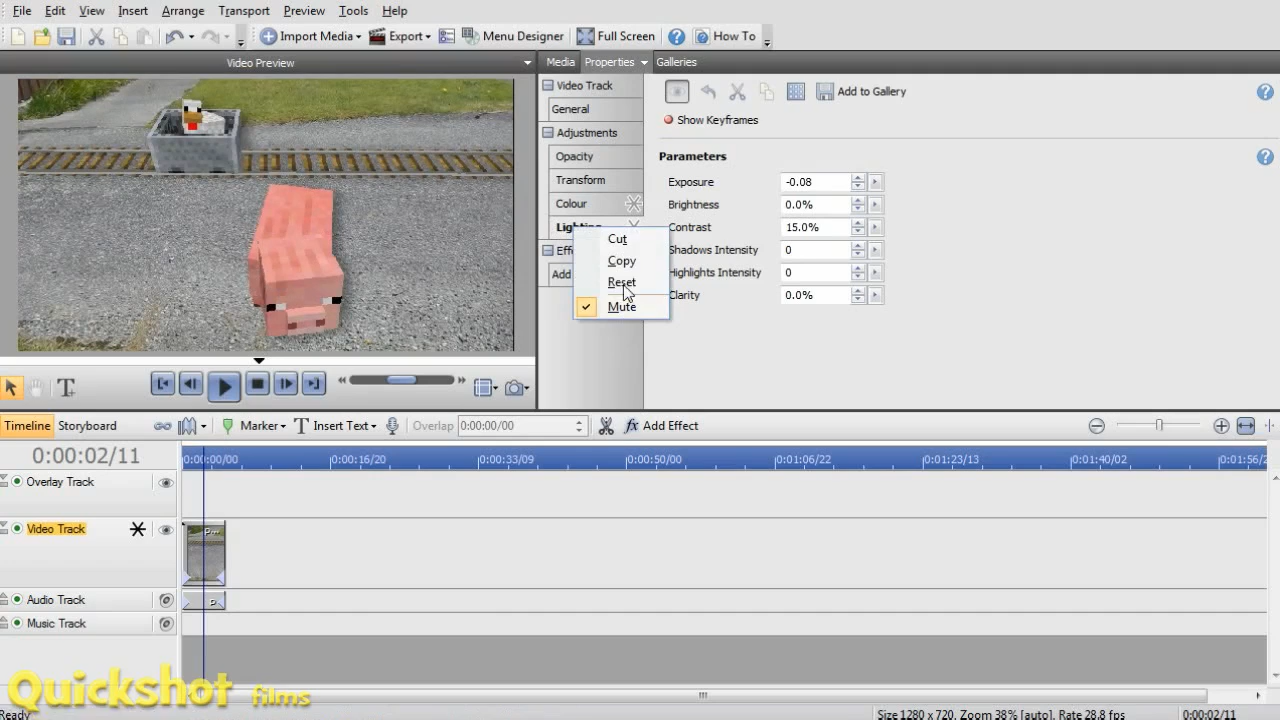 File Edit View Insert Arrange Transport Preview Tools Help
Import Media Export Menu Designer Full Screen How To
Video Preview
Media Properties Galleries
Video Track
General
Adjustments
Opacity
Transform
Colour
Lighting
Add
Cut
Copy
Reset
Mute
Add to Gallery
Show Keyframes
Parameters
Exposure -0.08
Brightness 0.0%
Contrast 15.0%
Shadows Intensity 0
Highlights Intensity 0
Clarity 0.0%
Timeline Storyboard Marker Insert Text Overlap 0:00:00/00 Add Effect
0:00:02/11 0:00:00/00 0:00:16/20 0:00:33/09 0:00:50/00 0:01:06/22 0:01:23/13 0:01:40/02 0:01:56/2
Overlay Track
Video Track
Audio Track
Music Track
Quickshot films
Ready Size 1280 x 720, Zoom 38% [auto], Rate 28.8 fps 0:00:02/11